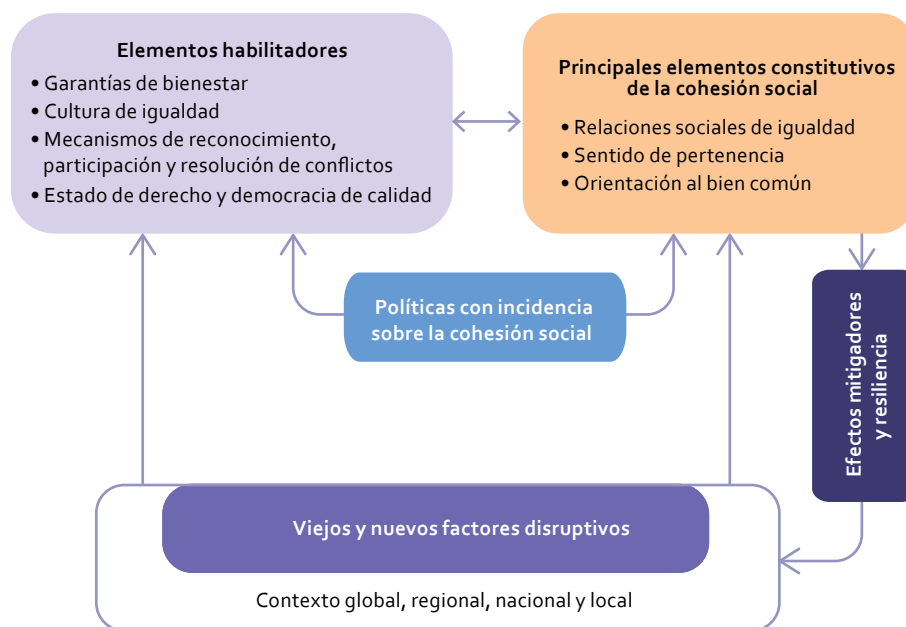 Elementos habilitadores
• Garantías de bienestar
• Cultura de igualdad
• Mecanismos de reconocimiento,
participación y resolución de conflictos
• Estado de derecho y democracia de calidad
Principales elementos constitutivos
de la cohesión social
• Relaciones sociales de igualdad
• Sentido de pertenencia
• Orientación al bien común
Políticas con incidencia
sobre la cohesión social
Efectos mitigadores
y resiliencia
Viejos y nuevos factores disruptivos
Contexto global, regional, nacional y local